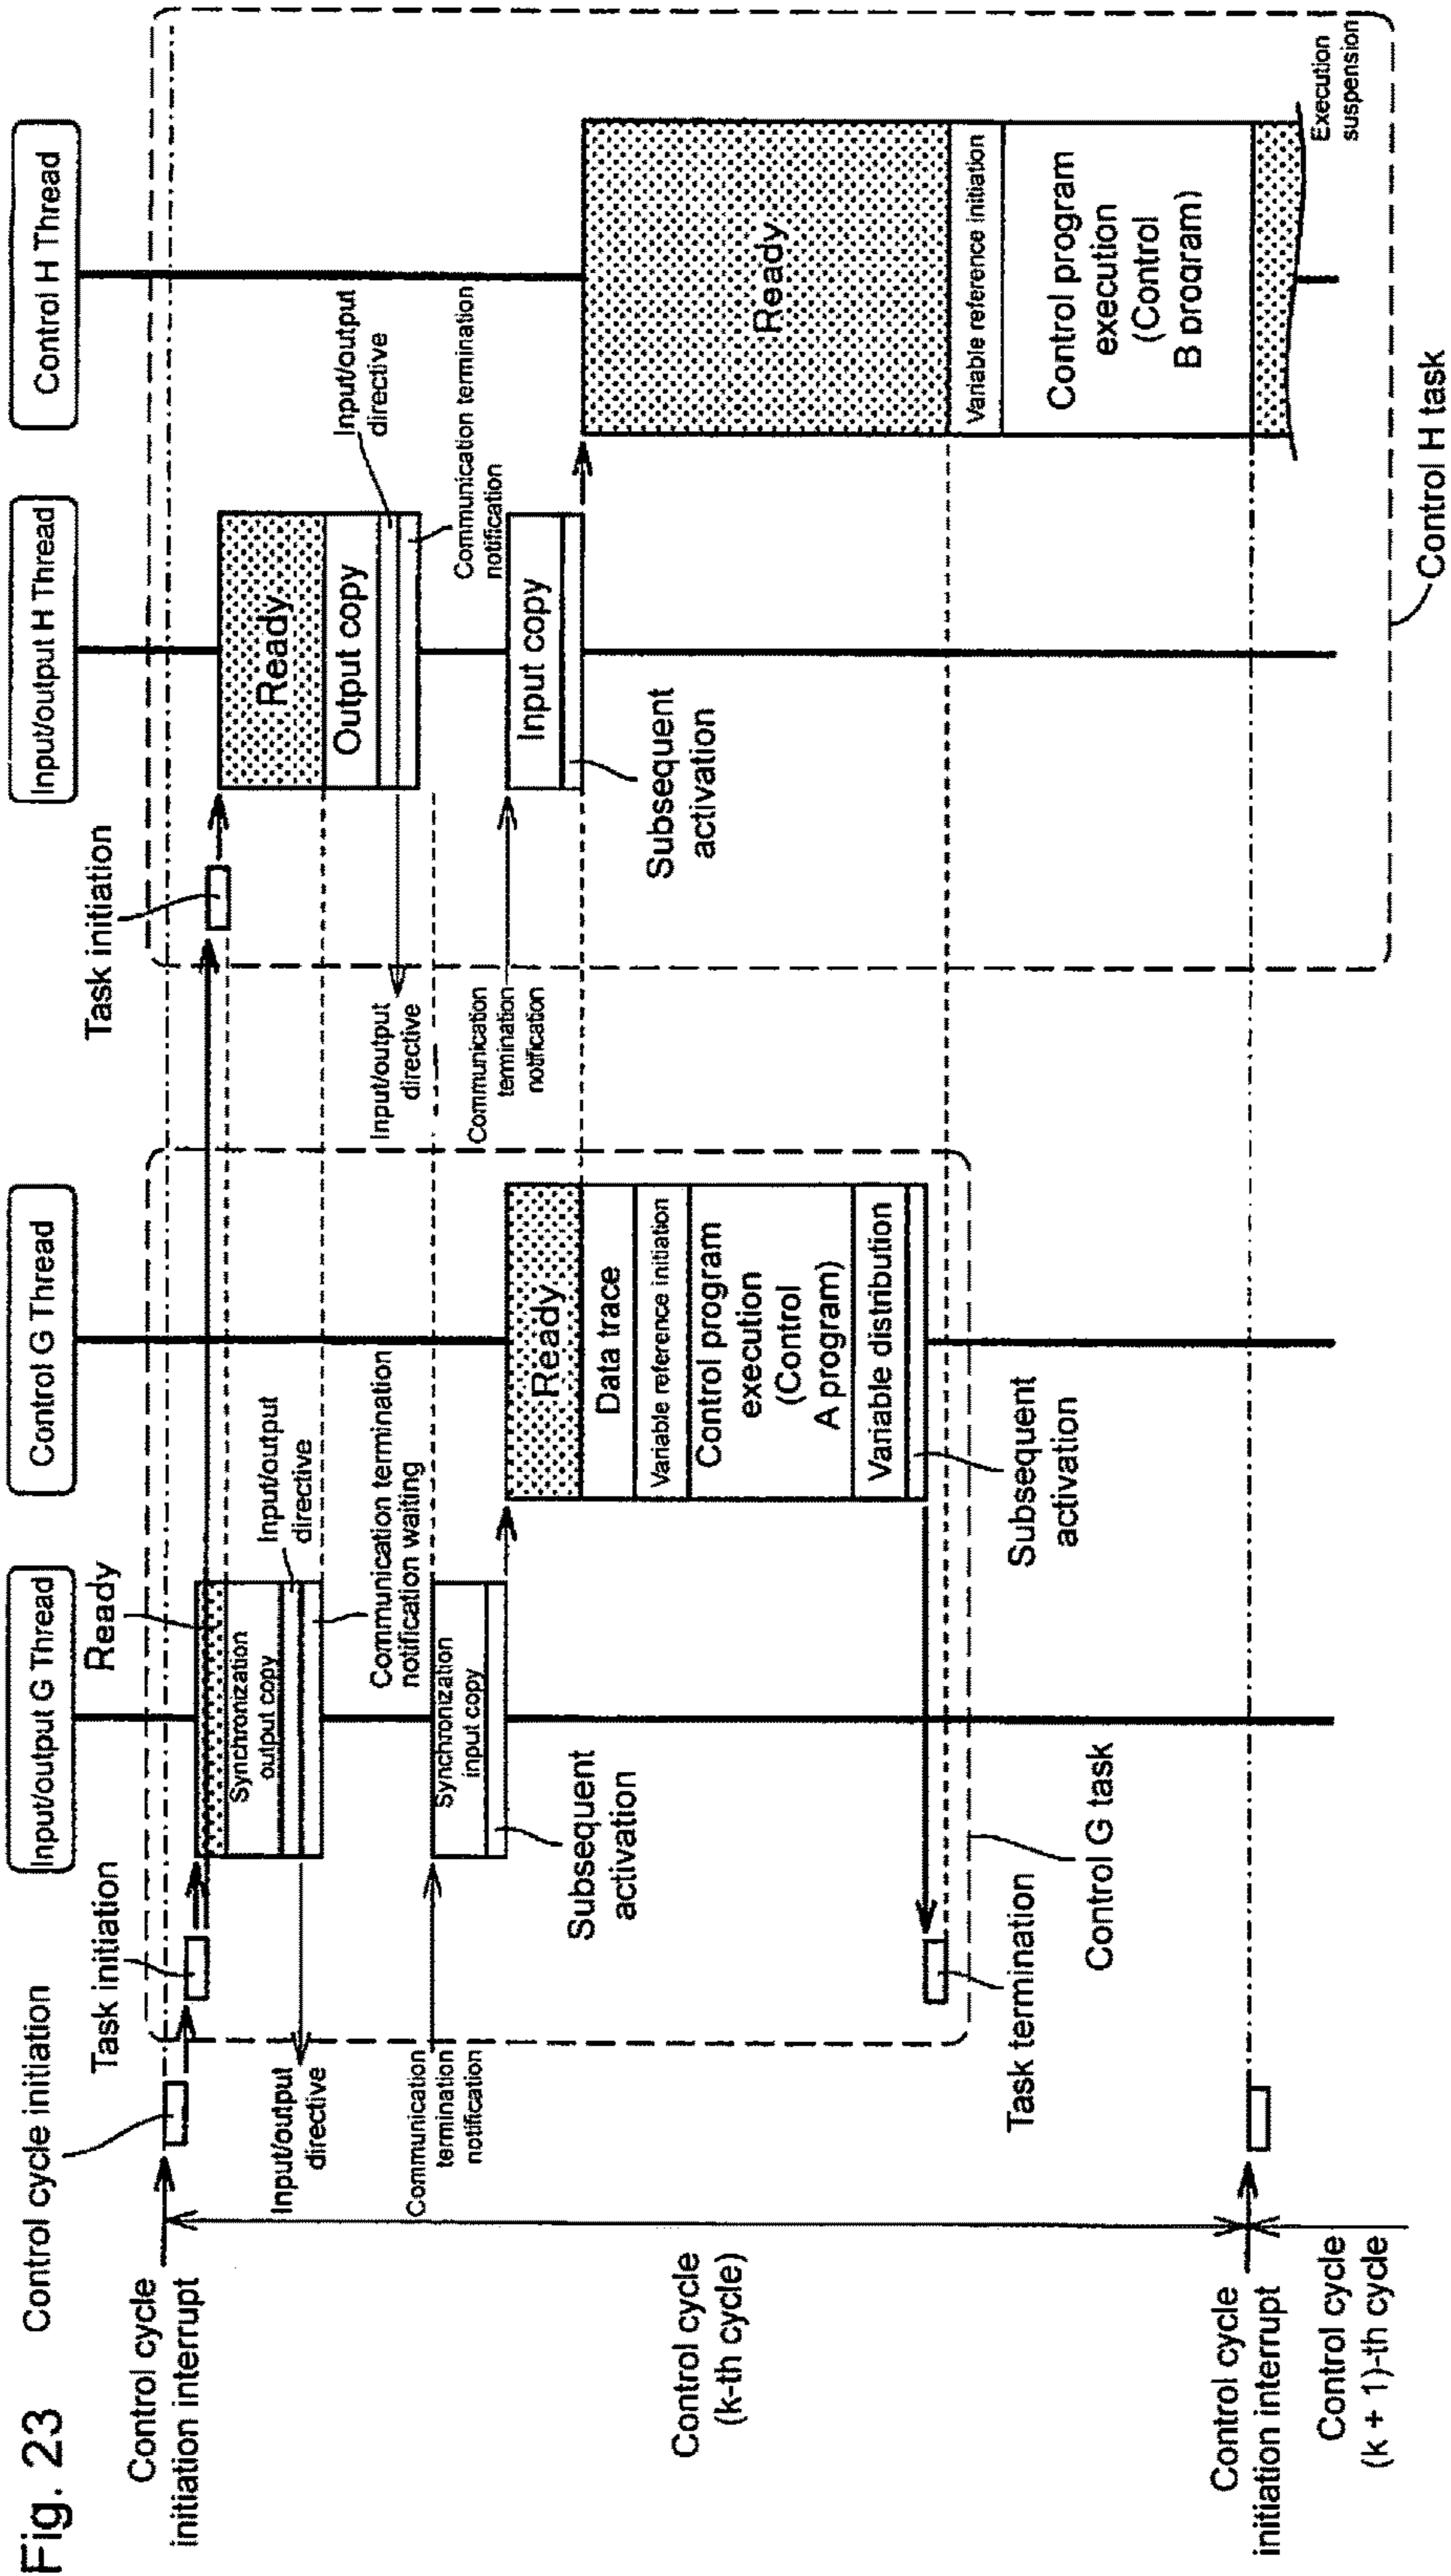 Fig. 23
Control cycle initiation
Control cycle
initiation interrupt
Task initiation
Input/output G Thread
Ready
Control G Thread
Task initiation
Input/output H Thread
Control H Thread
Synchronization
output copy
Input/output
directive
Input/output
directive
Communication termination
notification waiting
Communication
termination
notification
Synchronization
input copy
Subsequent
activation
Ready
Data trace
Variable reference initiation
Control program
execution
(Control
A program)
Variable distribution
Subsequent
activation
Task termination
Control G task
Ready
Output copy
Input/output
directive
Input/output
directive
Communication termination
notification
Communication
termination
notification
Input copy
Subsequent
activation
Ready
Variable reference initiation
Control program
execution
(Control
B program)
Execution
suspension
Control H task
Control cycle
(k-th cycle)
Control cycle
initiation interrupt
Control cycle
(k + 1)-th cycle